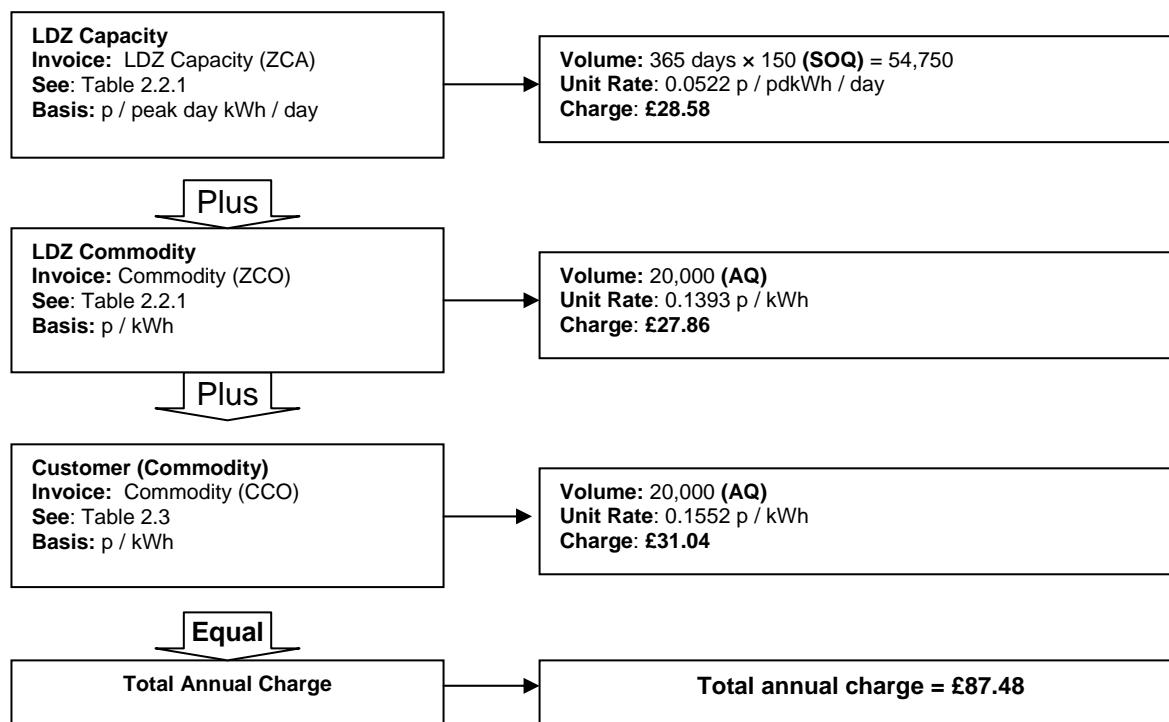 LDZ Capacity
Invoice: LDZ Capacity (ZCA)
See: Table 2.2.1
Basis: p / peak day kWh / day
Volume: 365 days × 150 (SOQ) = 54,750
Unit Rate: 0.0522 p / pdkWh / day
Charge: £28.58
Plus
LDZ Commodity
Invoice: Commodity (ZCO)
See: Table 2.2.1
Basis: p / kWh
Volume: 20,000 (AQ)
Unit Rate: 0.1393 p / kWh
Charge: £27.86
Plus
Customer (Commodity)
Invoice: Commodity (CCO)
See: Table 2.3
Basis: p / kWh
Volume: 20,000 (AQ)
Unit Rate: 0.1552 p / kWh
Charge: £31.04
Equal
Total Annual Charge
Total annual charge = £87.48